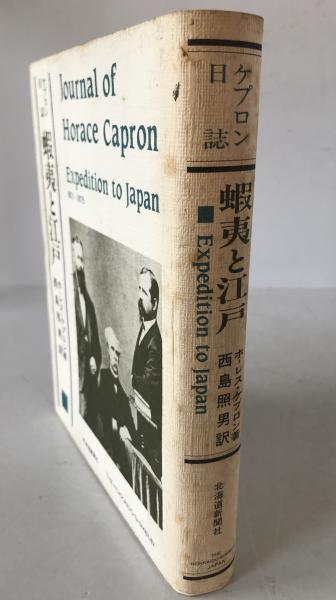 Journal of
Horace Capron
Expedition to Japan
蝦夷と江戸
ケプロン
日誌
蝦夷と江戸
Expedition to Japan
ホーレス・ケプロン著
西島照男訳
北海道新聞社
THE
JAPAN